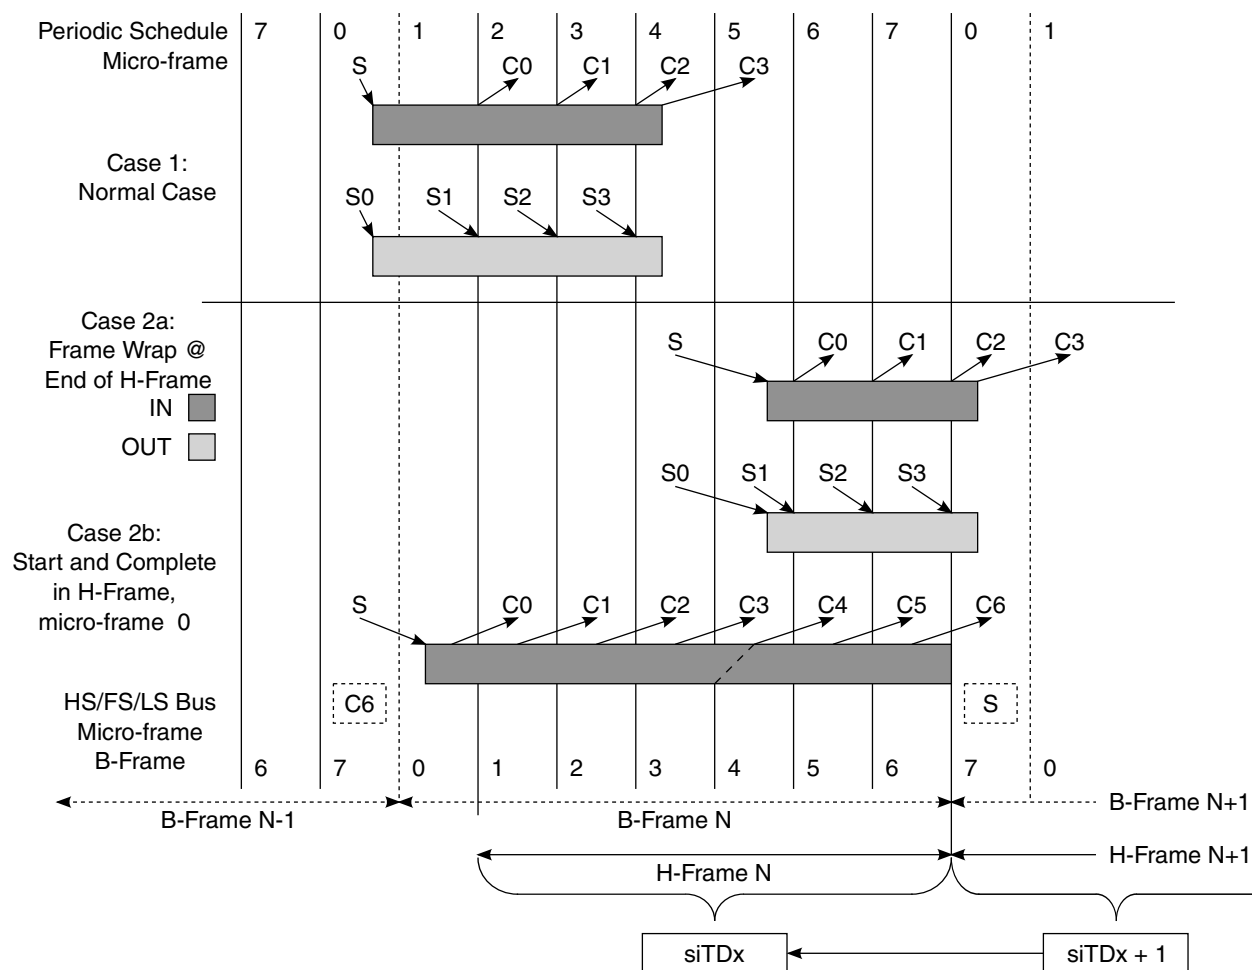 Periodic Schedule
Micro-frame
7 0 1 2 3 4 5 6 7 0 1
S C0 C1 C2 C3
Case 1:
Normal Case
S0 S1 S2 S3
Case 2a:
Frame Wrap @
End of H-Frame
IN
OUT
S C0 C1 C2 C3
S0 S1 S2 S3
Case 2b:
Start and Complete
in H-Frame,
micro-frame 0
S C0 C1 C2 C3 C4 C5 C6
C6 S
HS/FS/LS Bus
Micro-frame
B-Frame
6 7 0 1 2 3 4 5 6 7 0
B-Frame N-1 B-Frame N B-Frame N+1
H-Frame N H-Frame N+1
siTDx siTDx + 1